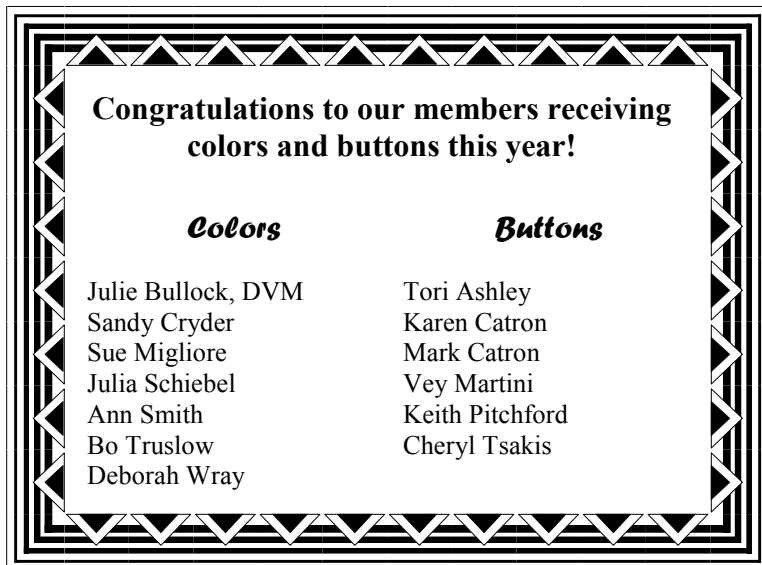 Congratulations to our members receiving
colors and buttons this year!
Colors
Buttons
Julie Bullock, DVM
Sandy Cryder
Sue Migliore
Julia Schiebel
Ann Smith
Bo Truslow
Deborah Wray
Tori Ashley
Karen Catron
Mark Catron
Vey Martini
Keith Pitchford
Cheryl Tsakis